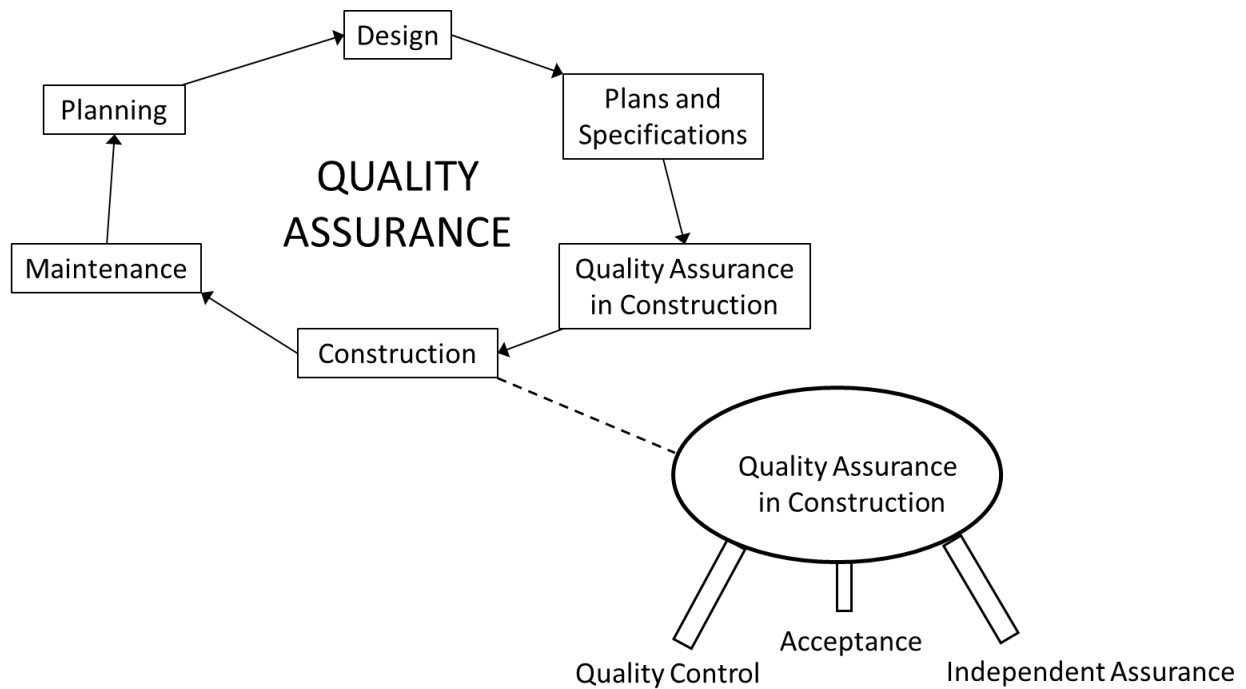 Design
Plans and
Specifications
Planning
QUALITY
ASSURANCE
Quality Assurance
in Construction
Maintenance
Construction
Quality Assurance
in Construction
Acceptance
Quality Control
Independent Assurance